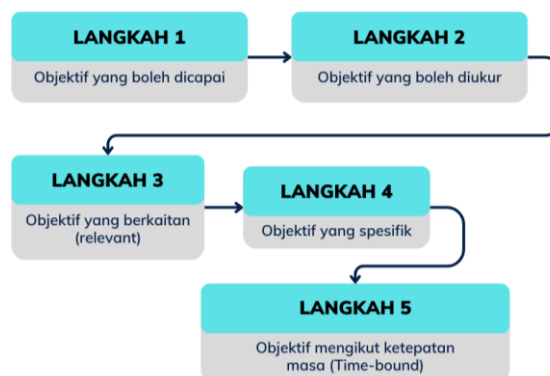 LANGKAH 1
Objektif yang boleh dicapai
LANGKAH 2
Objektif yang boleh diukur
LANGKAH 3
Objektif yang berkaitan
(relevant)
LANGKAH 4
Objektif yang spesifik
LANGKAH 5
Objektif mengikut ketepatan
masa (Time-bound)